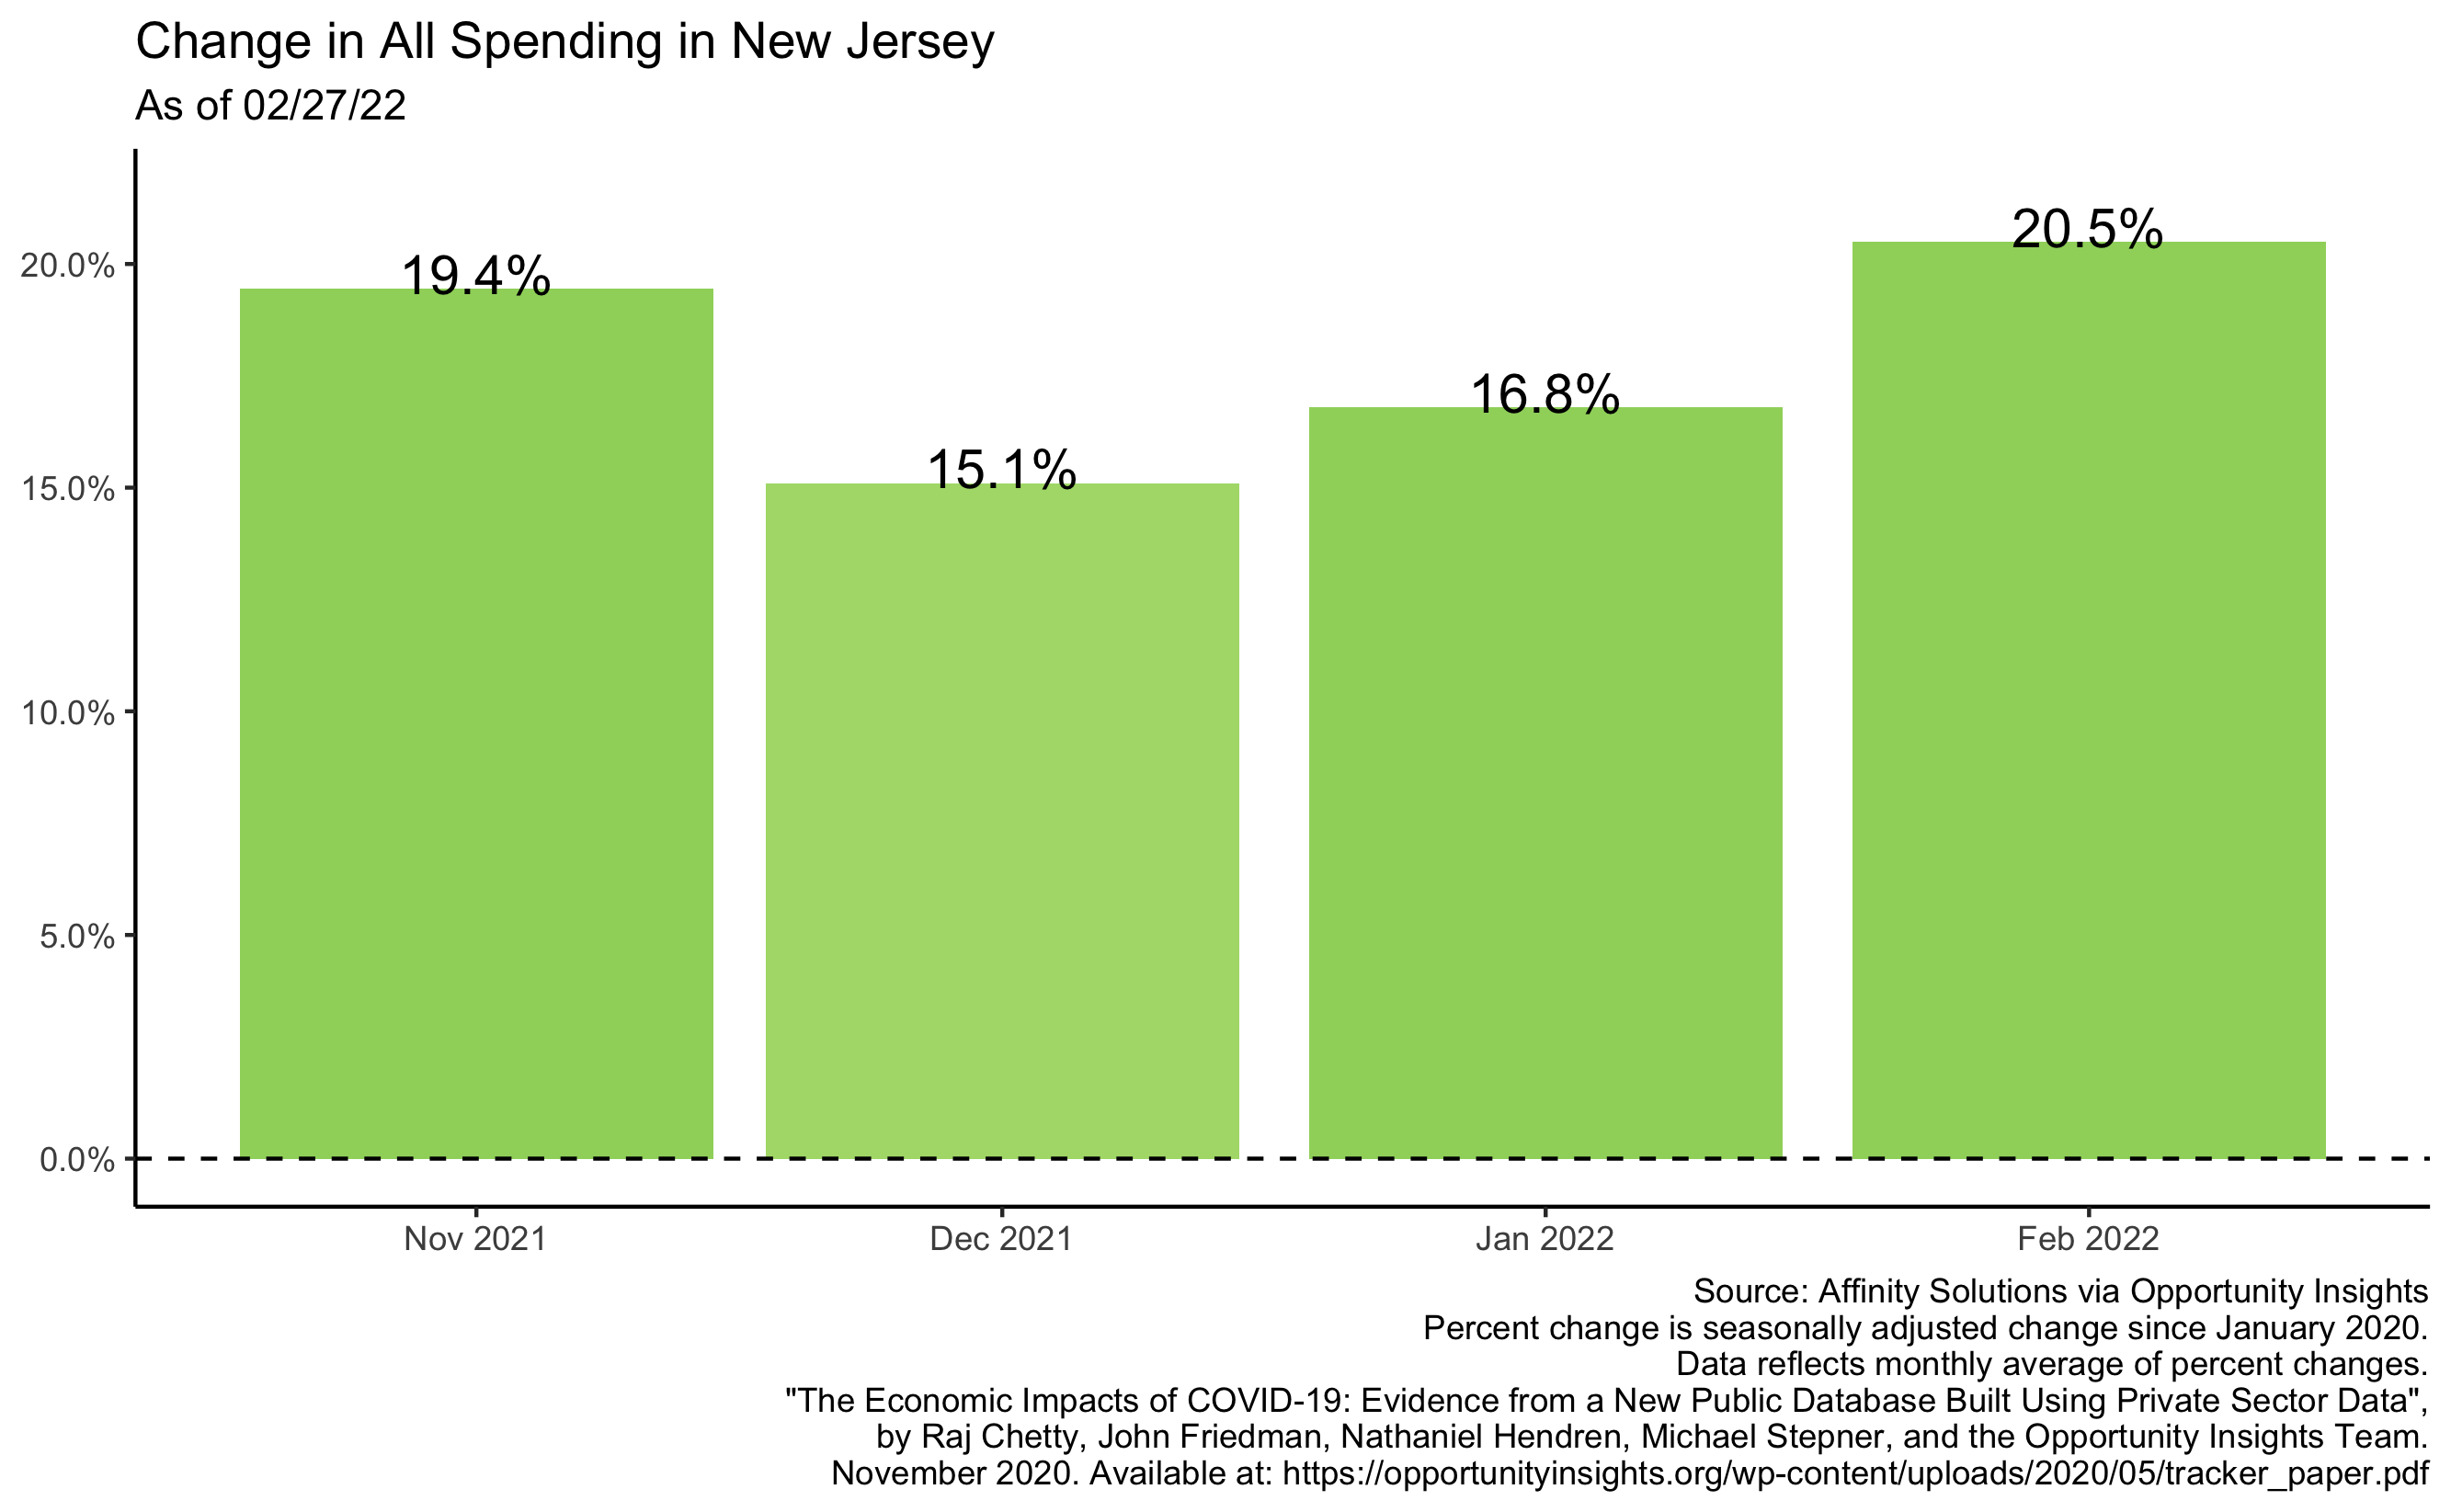 Change in All Spending in New Jersey
As of 02/27/22
20.0%
15.0%
10.0%
5.0%
0.0%
19.4%
15.1%
16.8%
20.5%
Nov 2021
Dec 2021
Jan 2022
Feb 2022
Source: Affinity Solutions via Opportunity Insights
Percent change is seasonally adjusted change since January 2020.
Data reflects monthly average of percent changes.
"The Economic Impacts of COVID-19: Evidence from a New Public Database Built Using Private Sector Data",
by Raj Chetty, John Friedman, Nathaniel Hendren, Michael Stepner, and the Opportunity Insights Team.
November 2020. Available at: https://opportunityinsights.org/wp-content/uploads/2020/05/tracker_paper.pdf